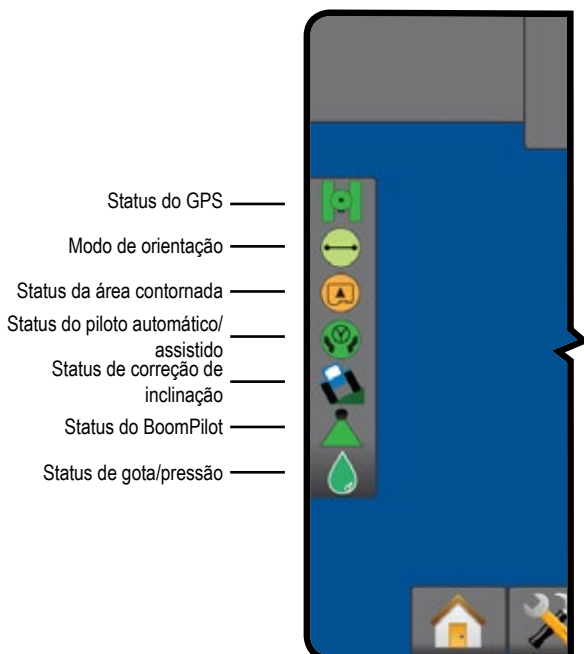 Status do GPS
Modo de orientação
Status da área contornada
Status do piloto automático/
assistido
Status de correção de
inclinação
Status do BoomPilot
Status de gota/pressão